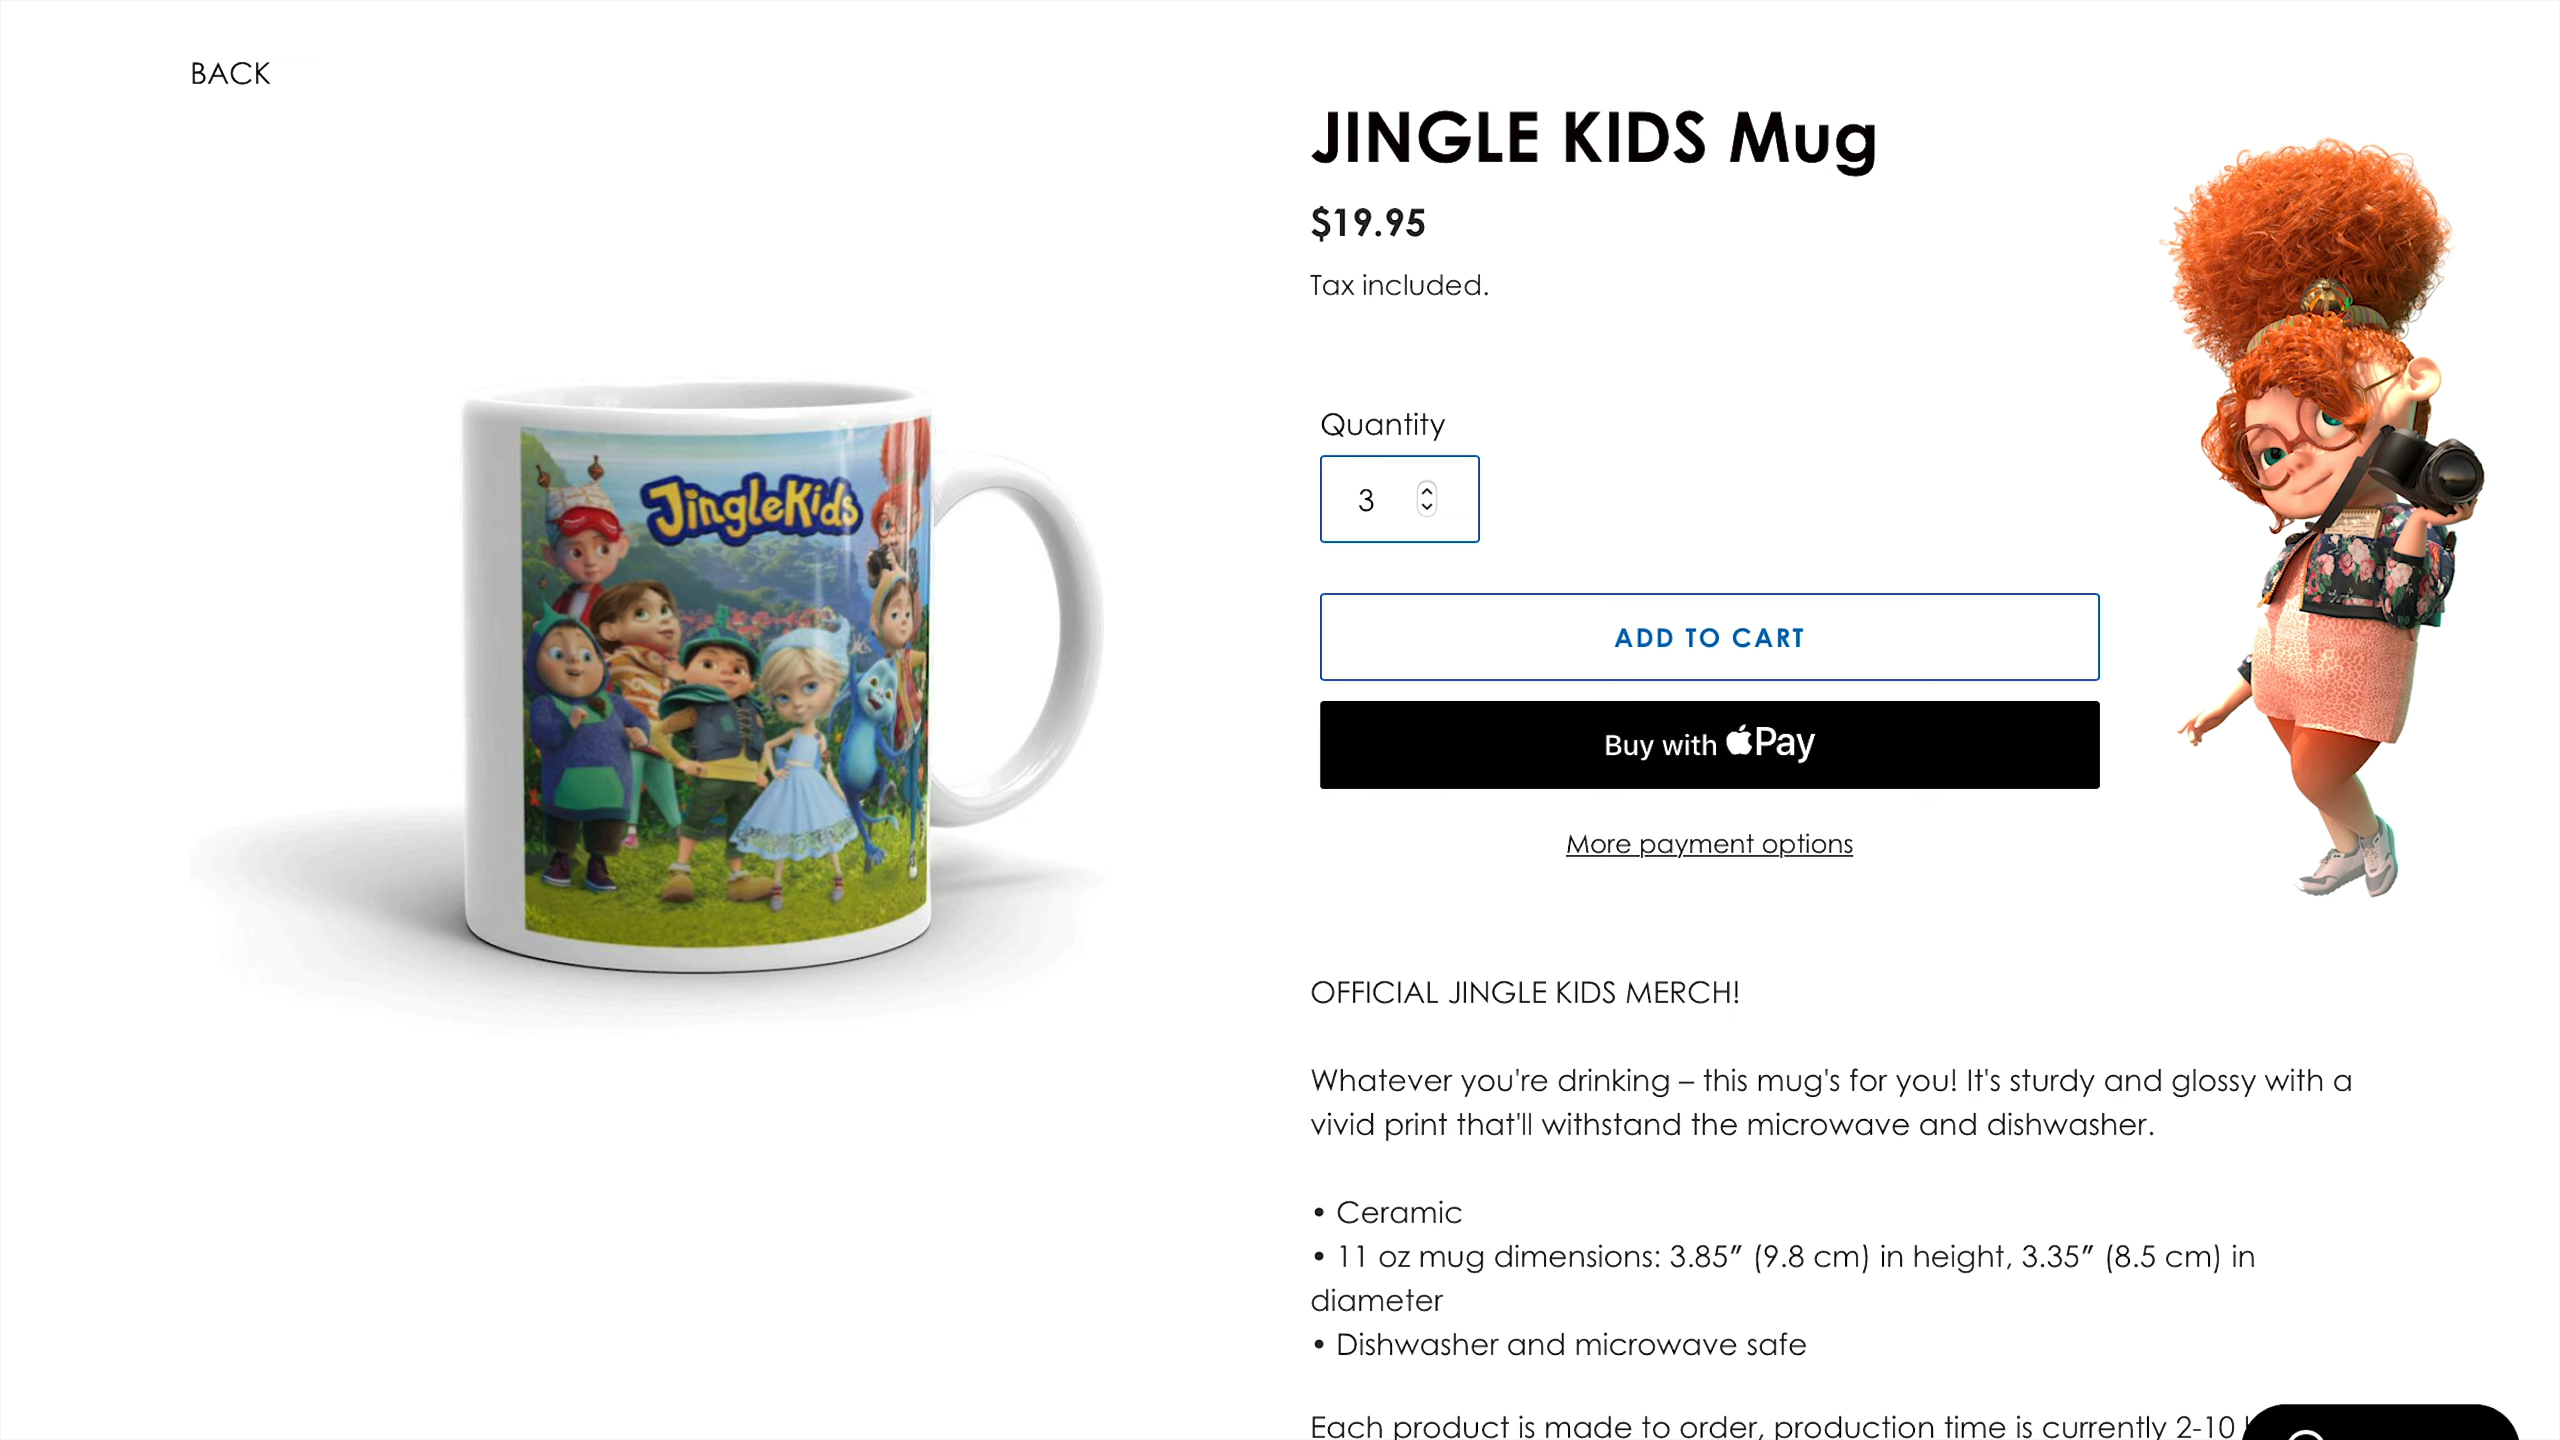 BACK
JINGLE KIDS Mug
$19.95
Tax included.
Quantity
3
ADD TO CART
Buy with Pay
More payment options
JingleKids
OFFICIAL JINGLE KIDS MERCH!
Whatever you're drinking – this mug's for you! It's sturdy and glossy with a
vivid print that'll withstand the microwave and dishwasher.
• Ceramic
• 11 oz mug dimensions: 3.85″ (9.8 cm) in height, 3.35″ (8.5 cm) in
diameter
• Dishwasher and microwave safe
Each product is made to order, production time is currently 2-10